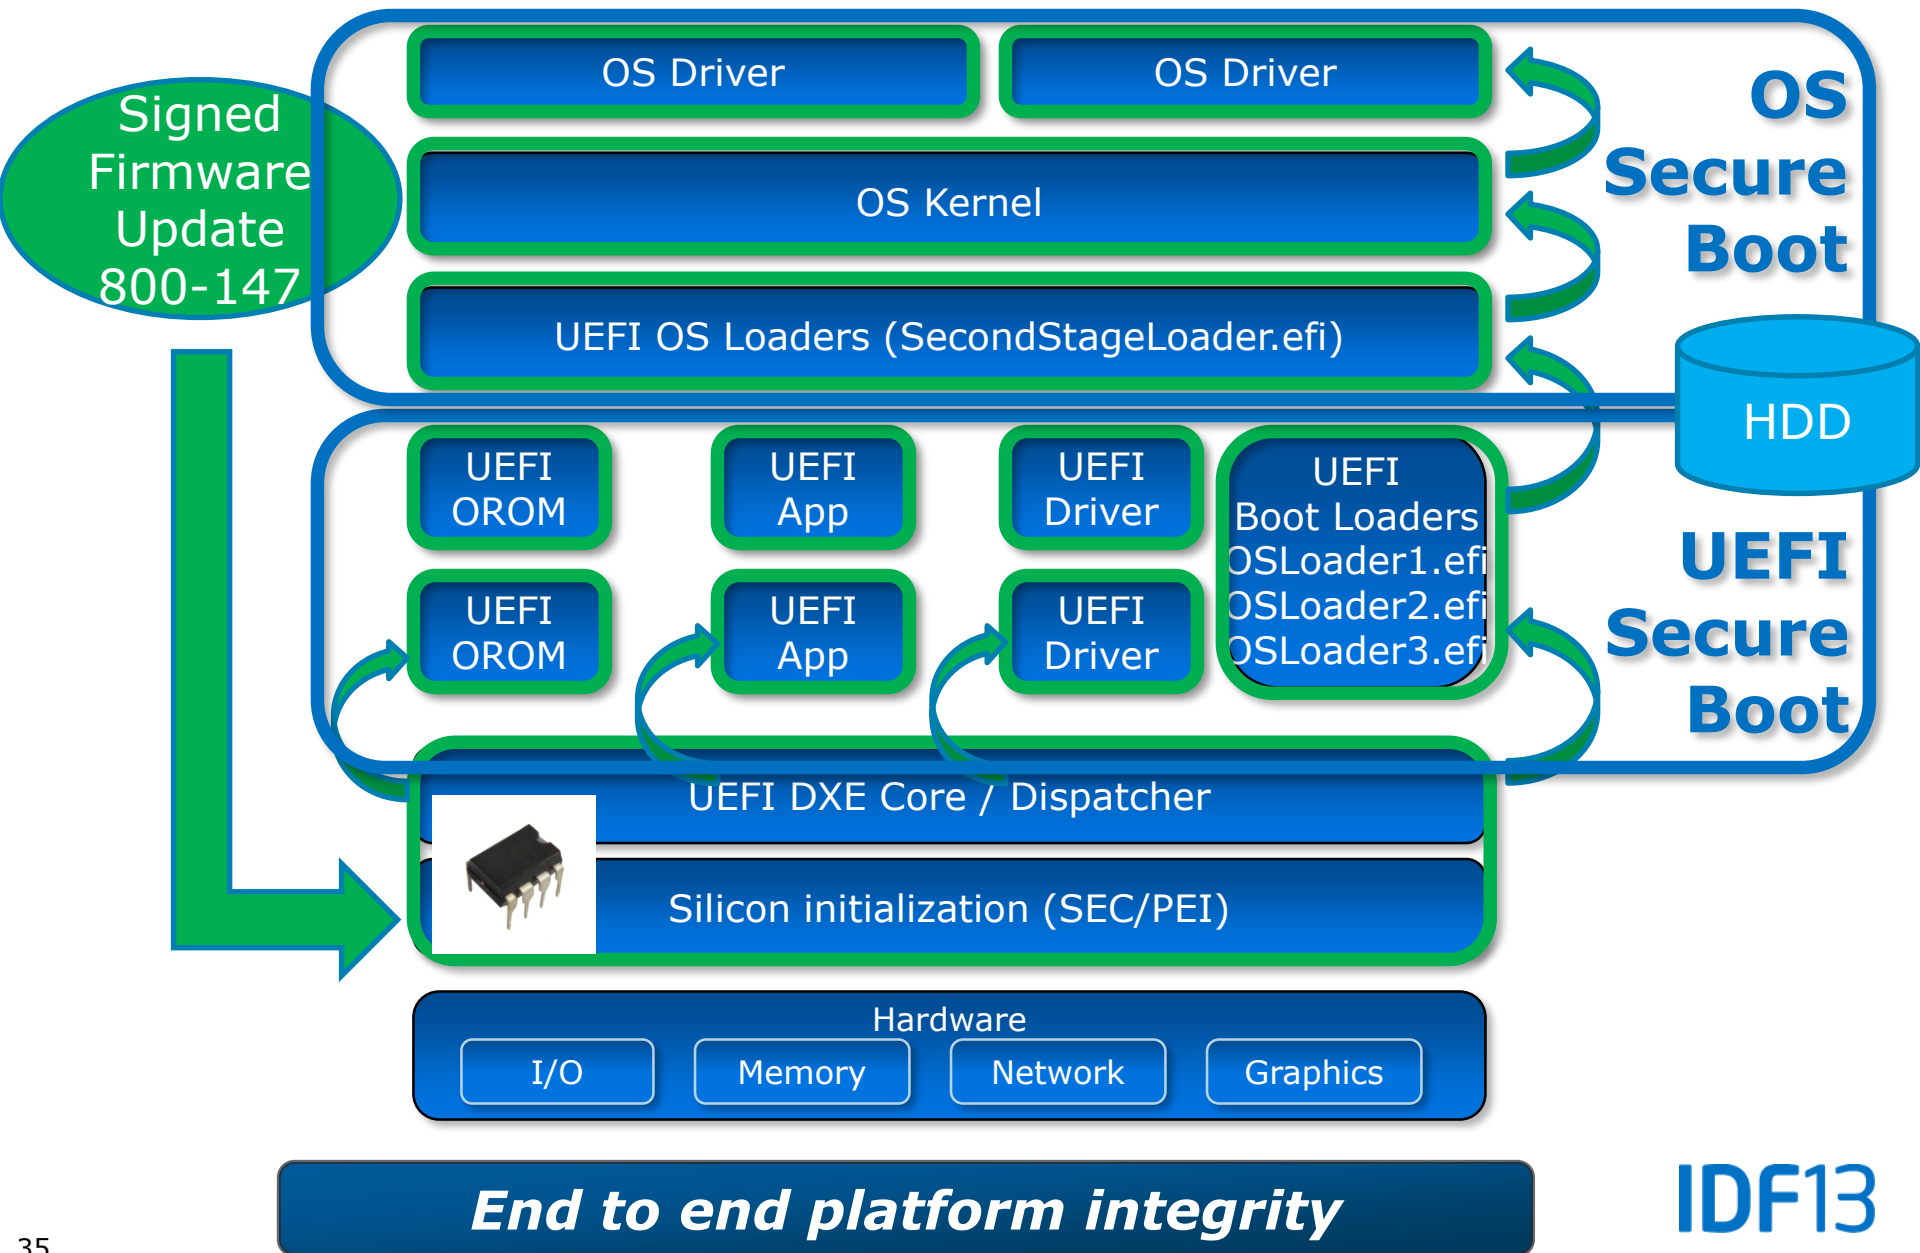 OS Driver
OS Driver
OS
Secure
Boot
Signed
Firmware
Update
800-147
OS Kernel
UEFI OS Loaders (SecondStageLoader.efi)
HDD
UEFI
OROM
UEFI
App
UEFI
Driver
UEFI
Boot Loaders
OSLoader1.efi
OSLoader2.efi
OSLoader3.efi
UEFI
OROM
UEFI
App
UEFI
Driver
UEFI
Secure
Boot
UEFI DXE Core / Dispatcher
Silicon initialization (SEC/PEI)
Hardware
I/O
Memory
Network
Graphics
End to end platform integrity
IDF13
35